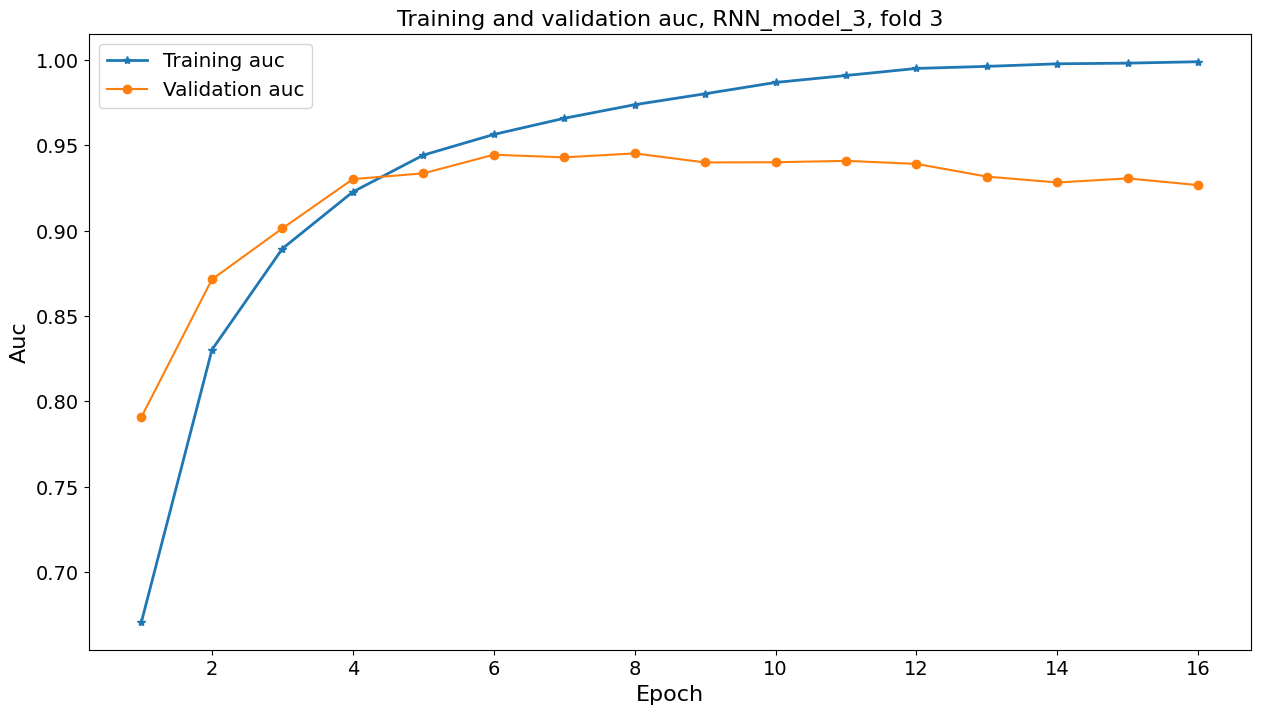 Training and validation auc, RNN_model_3, fold 3
Training auc
Validation auc
1.00
0.95
0.90
0.85
0.80
0.75
0.70
Auc
2 4 6 8 10 12 14 16
Epoch